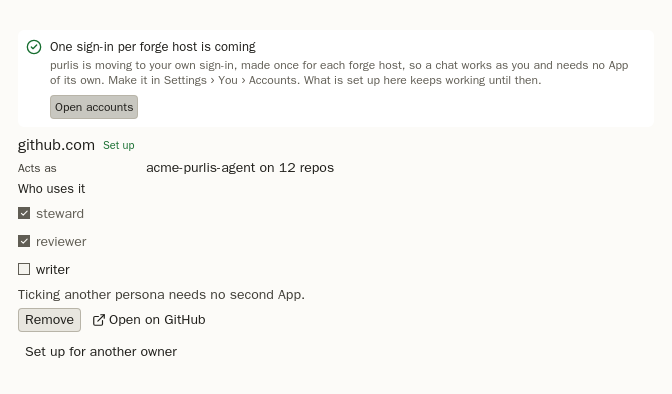 One sign-in per forge host is coming
purlis is moving to your own sign-in, made once for each forge host, so a chat works as you and needs no App
of its own. Make it in Settings › You › Accounts. What is set up here keeps working until then.
Open accounts
github.com Set up
Acts as acme-purlis-agent on 12 repos
Who uses it
steward
reviewer
writer
Ticking another persona needs no second App.
Remove Open on GitHub
Set up for another owner